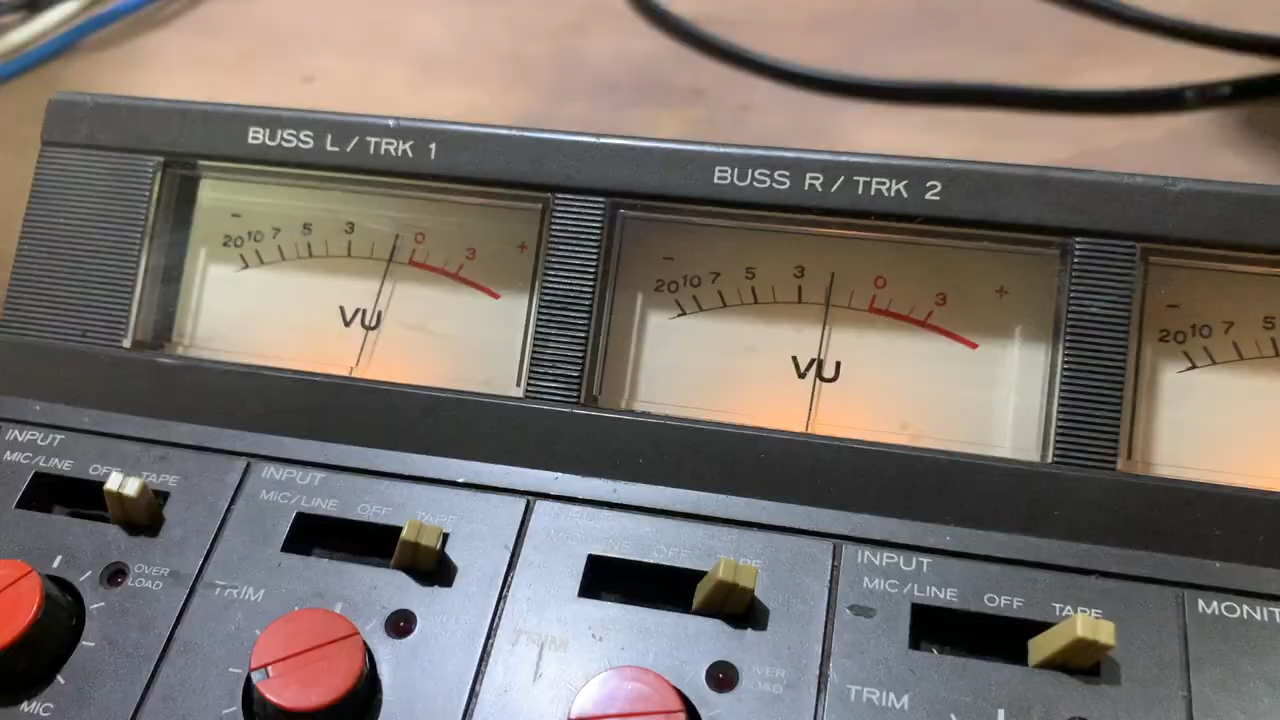 BUSS L / TRK 1
BUSS R / TRK 2
− 20 10 7 5 3 0 3 +
VU
− 20 10 7 5 3 0 3 +
VU
− 20 10 7 5
INPUT
MIC/LINE OFF TAPE
OVER
LOAD
MIC
INPUT
MIC/LINE OFF TAPE
TRIM
OFF
TRIM
OVER
LOAD
INPUT
MIC/LINE OFF TAPE
TRIM
MONIT